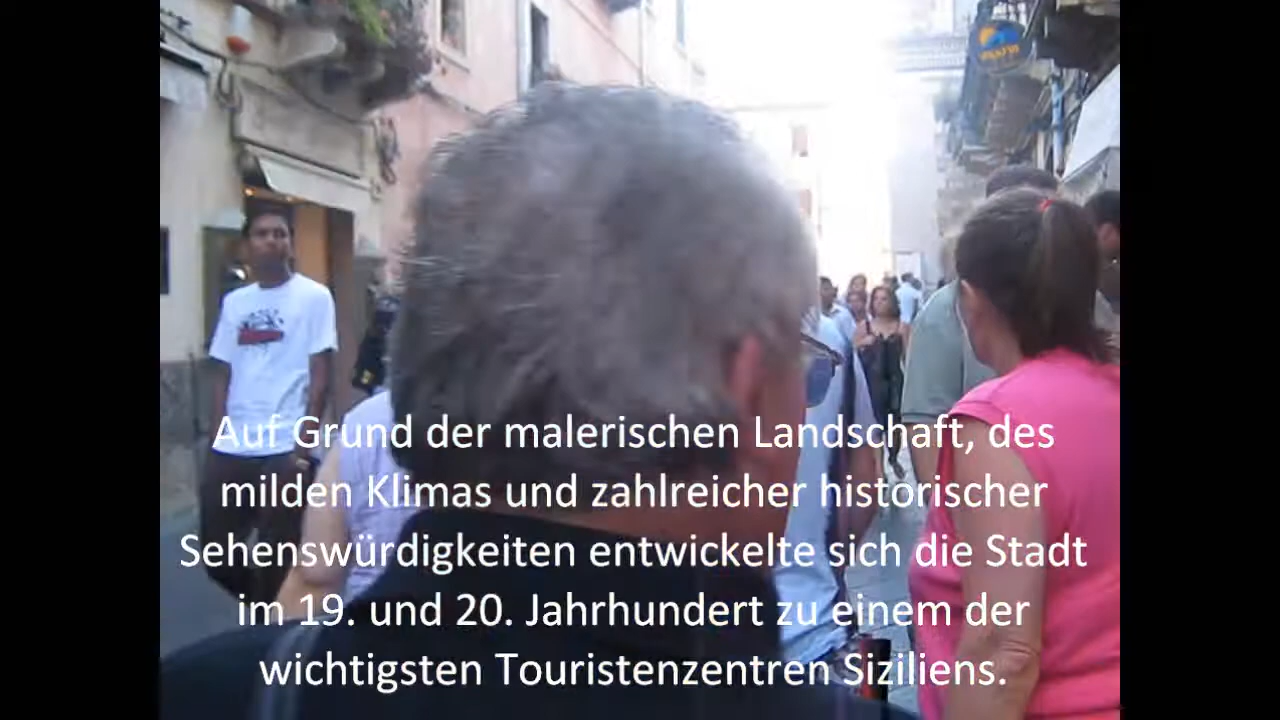 Auf Grund der malerischen Landschaft, des
milden Klimas und zahlreicher historischer
Sehenswürdigkeiten entwickelte sich die Stadt
im 19. und 20. Jahrhundert zu einem der
wichtigsten Touristenzentren Siziliens.